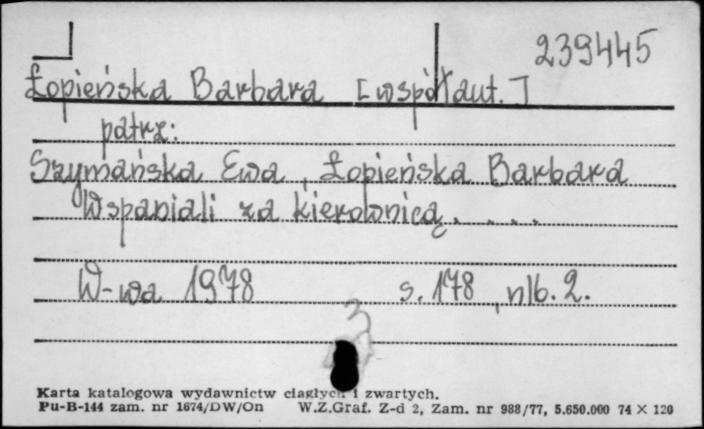 239445
Łopieńska Barbara [współaut.]
patrz:
Szymańska Ewa, Łopieńska Barbara
Wspaniali za kierownicą....
W-wa 1978 s. 178, nlb. 2.
3
Karta katalogowa wydawnictw ciągłych i zwartych.
Pu-B-144 zam. nr 1674/DW/On W.Z.Graf. Z-d 2, Zam. nr 988/77, 5.650.000 74 X 120